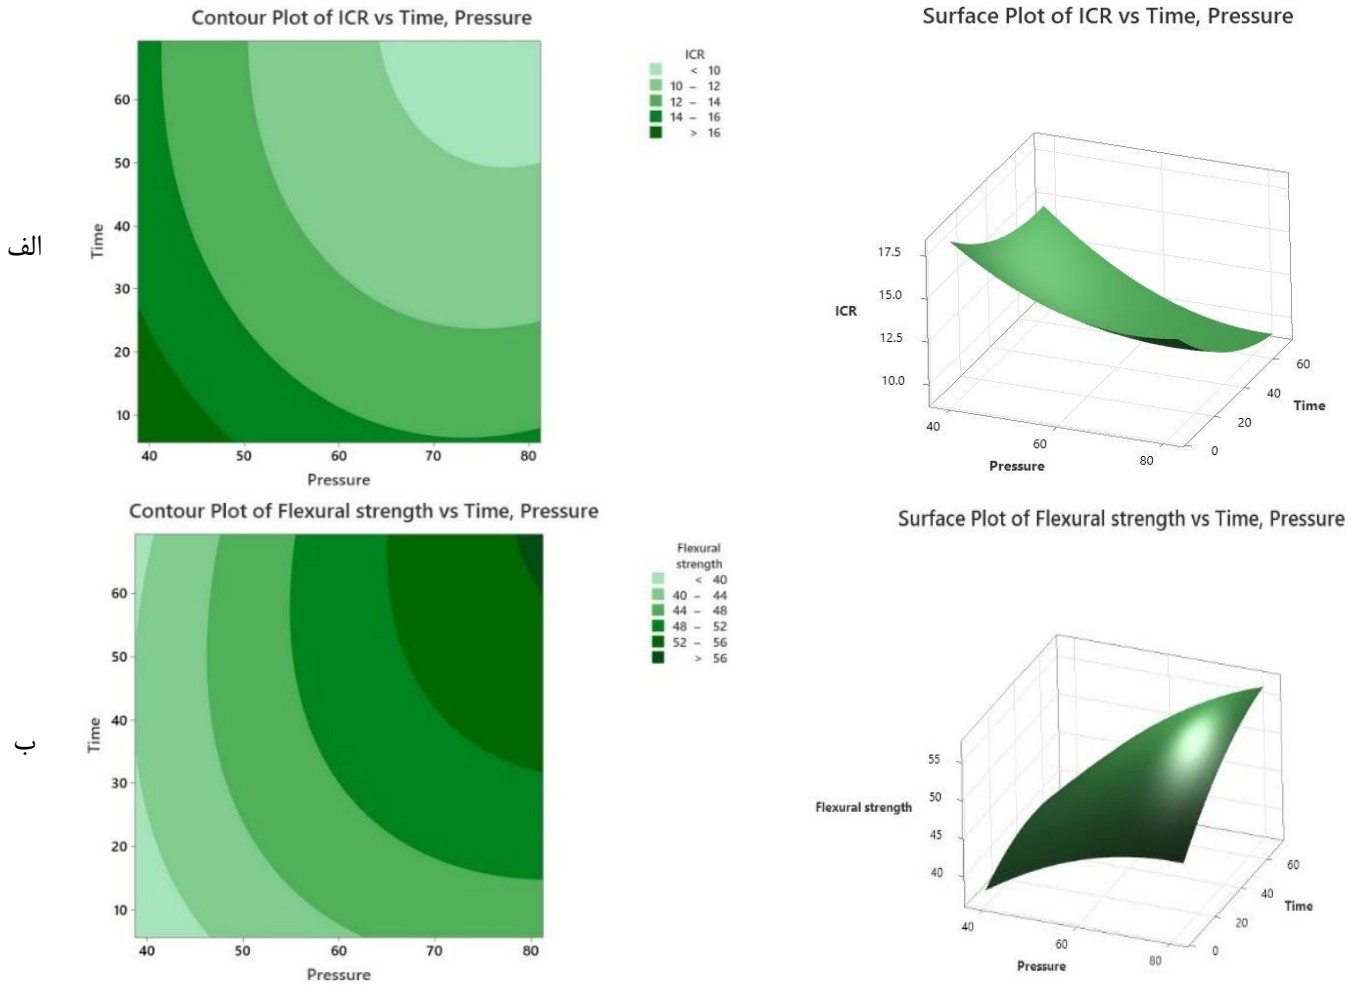 Contour Plot of ICR vs Time, Pressure
ICR
< 10
10 – 12
12 – 14
14 – 16
> 16
60
50
40
30
20
10
Time
40 50 60 70 80
Pressure
الف
Surface Plot of ICR vs Time, Pressure
17.5
15.0
12.5
10.0
ICR
40
60
80
Pressure
0
20
40
60
Time
Contour Plot of Flexural strength vs Time, Pressure
Flexural
strength
< 40
40 – 44
44 – 48
48 – 52
52 – 56
> 56
60
50
40
30
20
10
Time
40 50 60 70 80
Pressure
ب
Surface Plot of Flexural strength vs Time, Pressure
55
50
45
40
Flexural strength
40
60
80
Pressure
0
20
40
60
Time